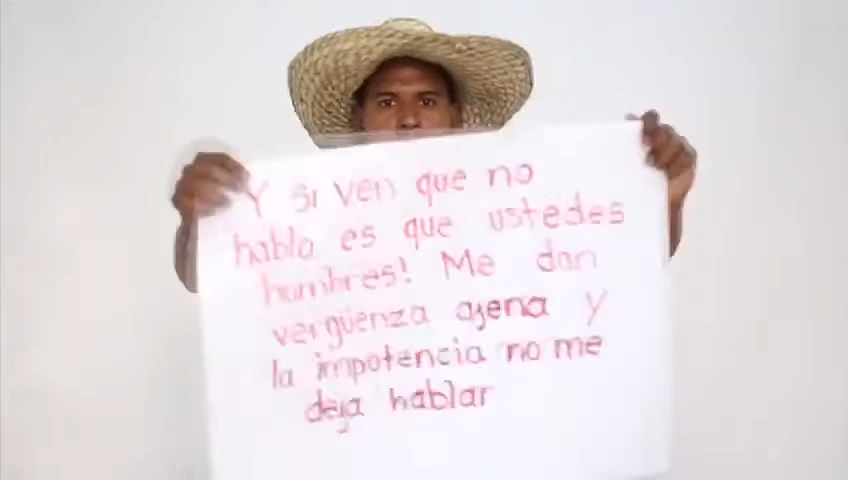 Y si ven que no
hablo es que ustedes
hombres! Me dan
vergüenza ajena y
la impotencia no me
deja hablar